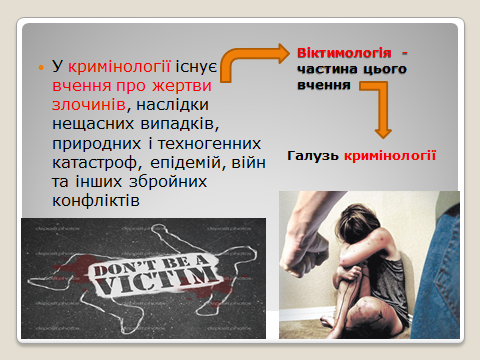 У кримінології існує
вчення про жертви
злочинів, наслідки
нещасних випадків,
природних і техногенних
катастроф, епідемій, війн
та інших збройних
конфліктів
Віктимологія -
частина цього
вчення
Галузь кримінології
DON'T BE A
VICTIM